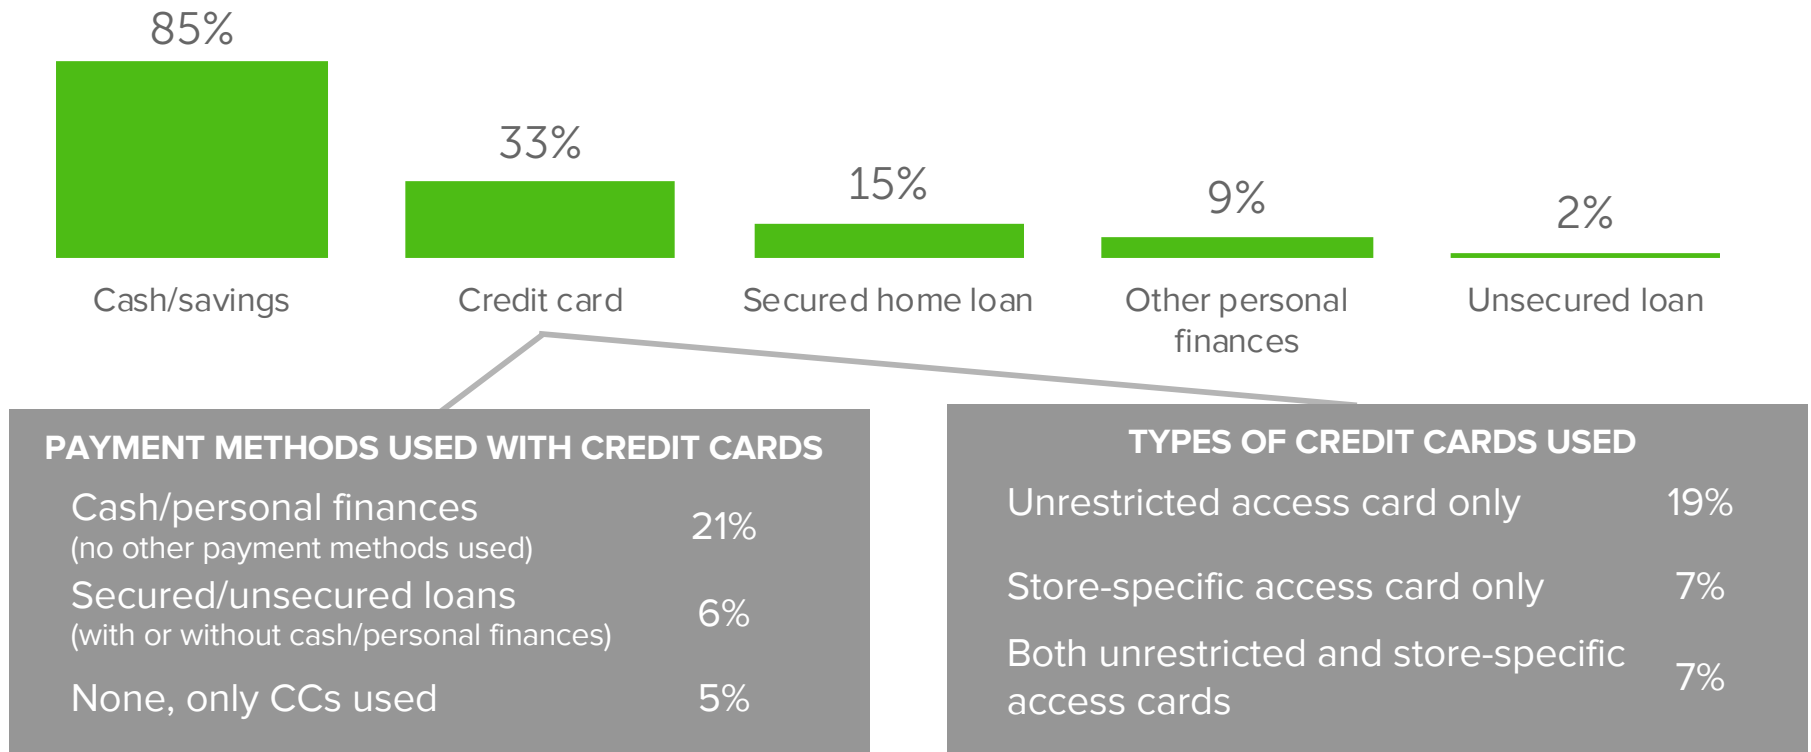 85%
33%
15%
9%
2%
Cash/savings
Credit card
Secured home loan
Other personal
finances
Unsecured loan
PAYMENT METHODS USED WITH CREDIT CARDS
Cash/personal finances
(no other payment methods used)
21%
Secured/unsecured loans
(with or without cash/personal finances)
6%
None, only CCs used
5%
TYPES OF CREDIT CARDS USED
Unrestricted access card only
19%
Store-specific access card only
7%
Both unrestricted and store-specific
access cards
7%